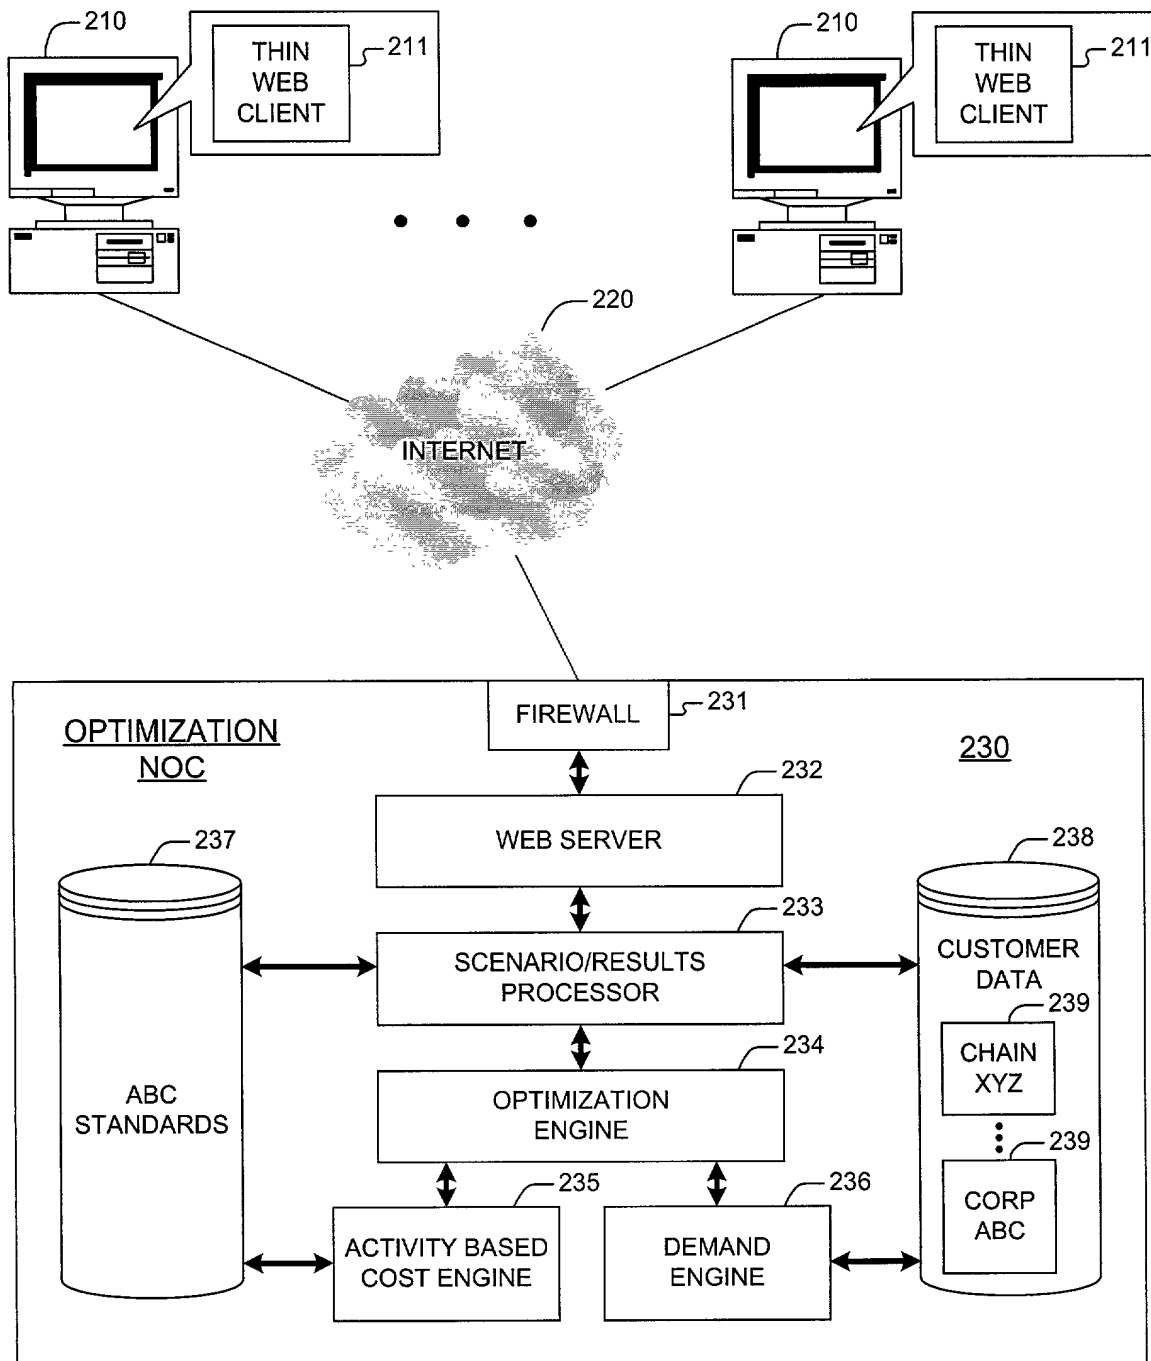 210
THIN
WEB
CLIENT
211
210
THIN
WEB
CLIENT
211
220
INTERNET
OPTIMIZATION
NOC
FIREWALL
231
230
232
WEB SERVER
237
238
233
SCENARIO/RESULTS
PROCESSOR
CUSTOMER
DATA
239
CHAIN
XYZ
234
OPTIMIZATION
ENGINE
ABC
STANDARDS
239
CORP
ABC
235
ACTIVITY BASED
COST ENGINE
236
DEMAND
ENGINE